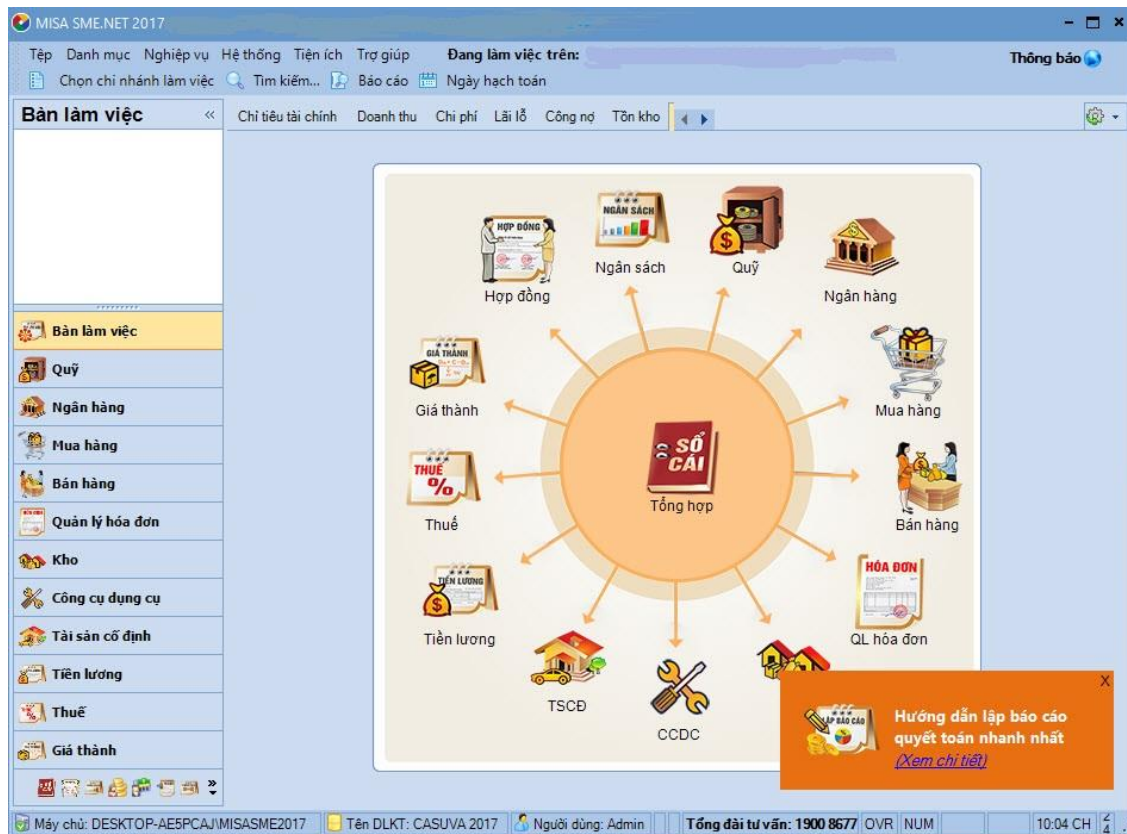 MISA SME.NET 2017
Tệp Danh mục Nghiệp vụ Hệ thống Tiện ích Trợ giúp Đang làm việc trên:
Thông báo
Chọn chi nhánh làm việc Tìm kiếm... Báo cáo Ngày hạch toán
Bàn làm việc «
Chỉ tiêu tài chính Doanh thu Chi phí Lãi lỗ Công nợ Tồn kho
Bàn làm việc
Quỹ
Ngân hàng
Mua hàng
Bán hàng
Quản lý hóa đơn
Kho
Công cụ dụng cụ
Tài sản cố định
Tiền lương
Thuế
Giá thành
HỢP ĐỒNG
Hợp đồng
NGÂN SÁCH
Ngân sách
Quỹ
Ngân hàng
GIÁ THÀNH
Giá thành
Mua hàng
SỔ CÁI
Tổng hợp
THUẾ %
Thuế
Bán hàng
TIỀN LƯƠNG
Tiền lương
HÓA ĐƠN
QL hóa đơn
TSCĐ
CCDC
X
LẬP BÁO CÁO
Hướng dẫn lập báo cáo
quyết toán nhanh nhất
(Xem chi tiết)
Máy chủ: DESKTOP-AE5PCAJ\MISASME2017 Tên DLKT: CASUVA 2017 Người dùng: Admin Tổng đài tư vấn: 1900 8677 OVR NUM 10:04 CH